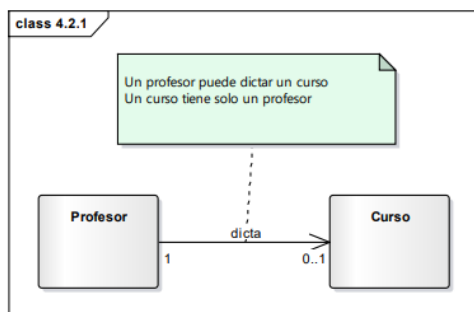 class 4.2.1
Un profesor puede dictar un curso
Un curso tiene solo un profesor
Profesor
Curso
dicta
1
0..1